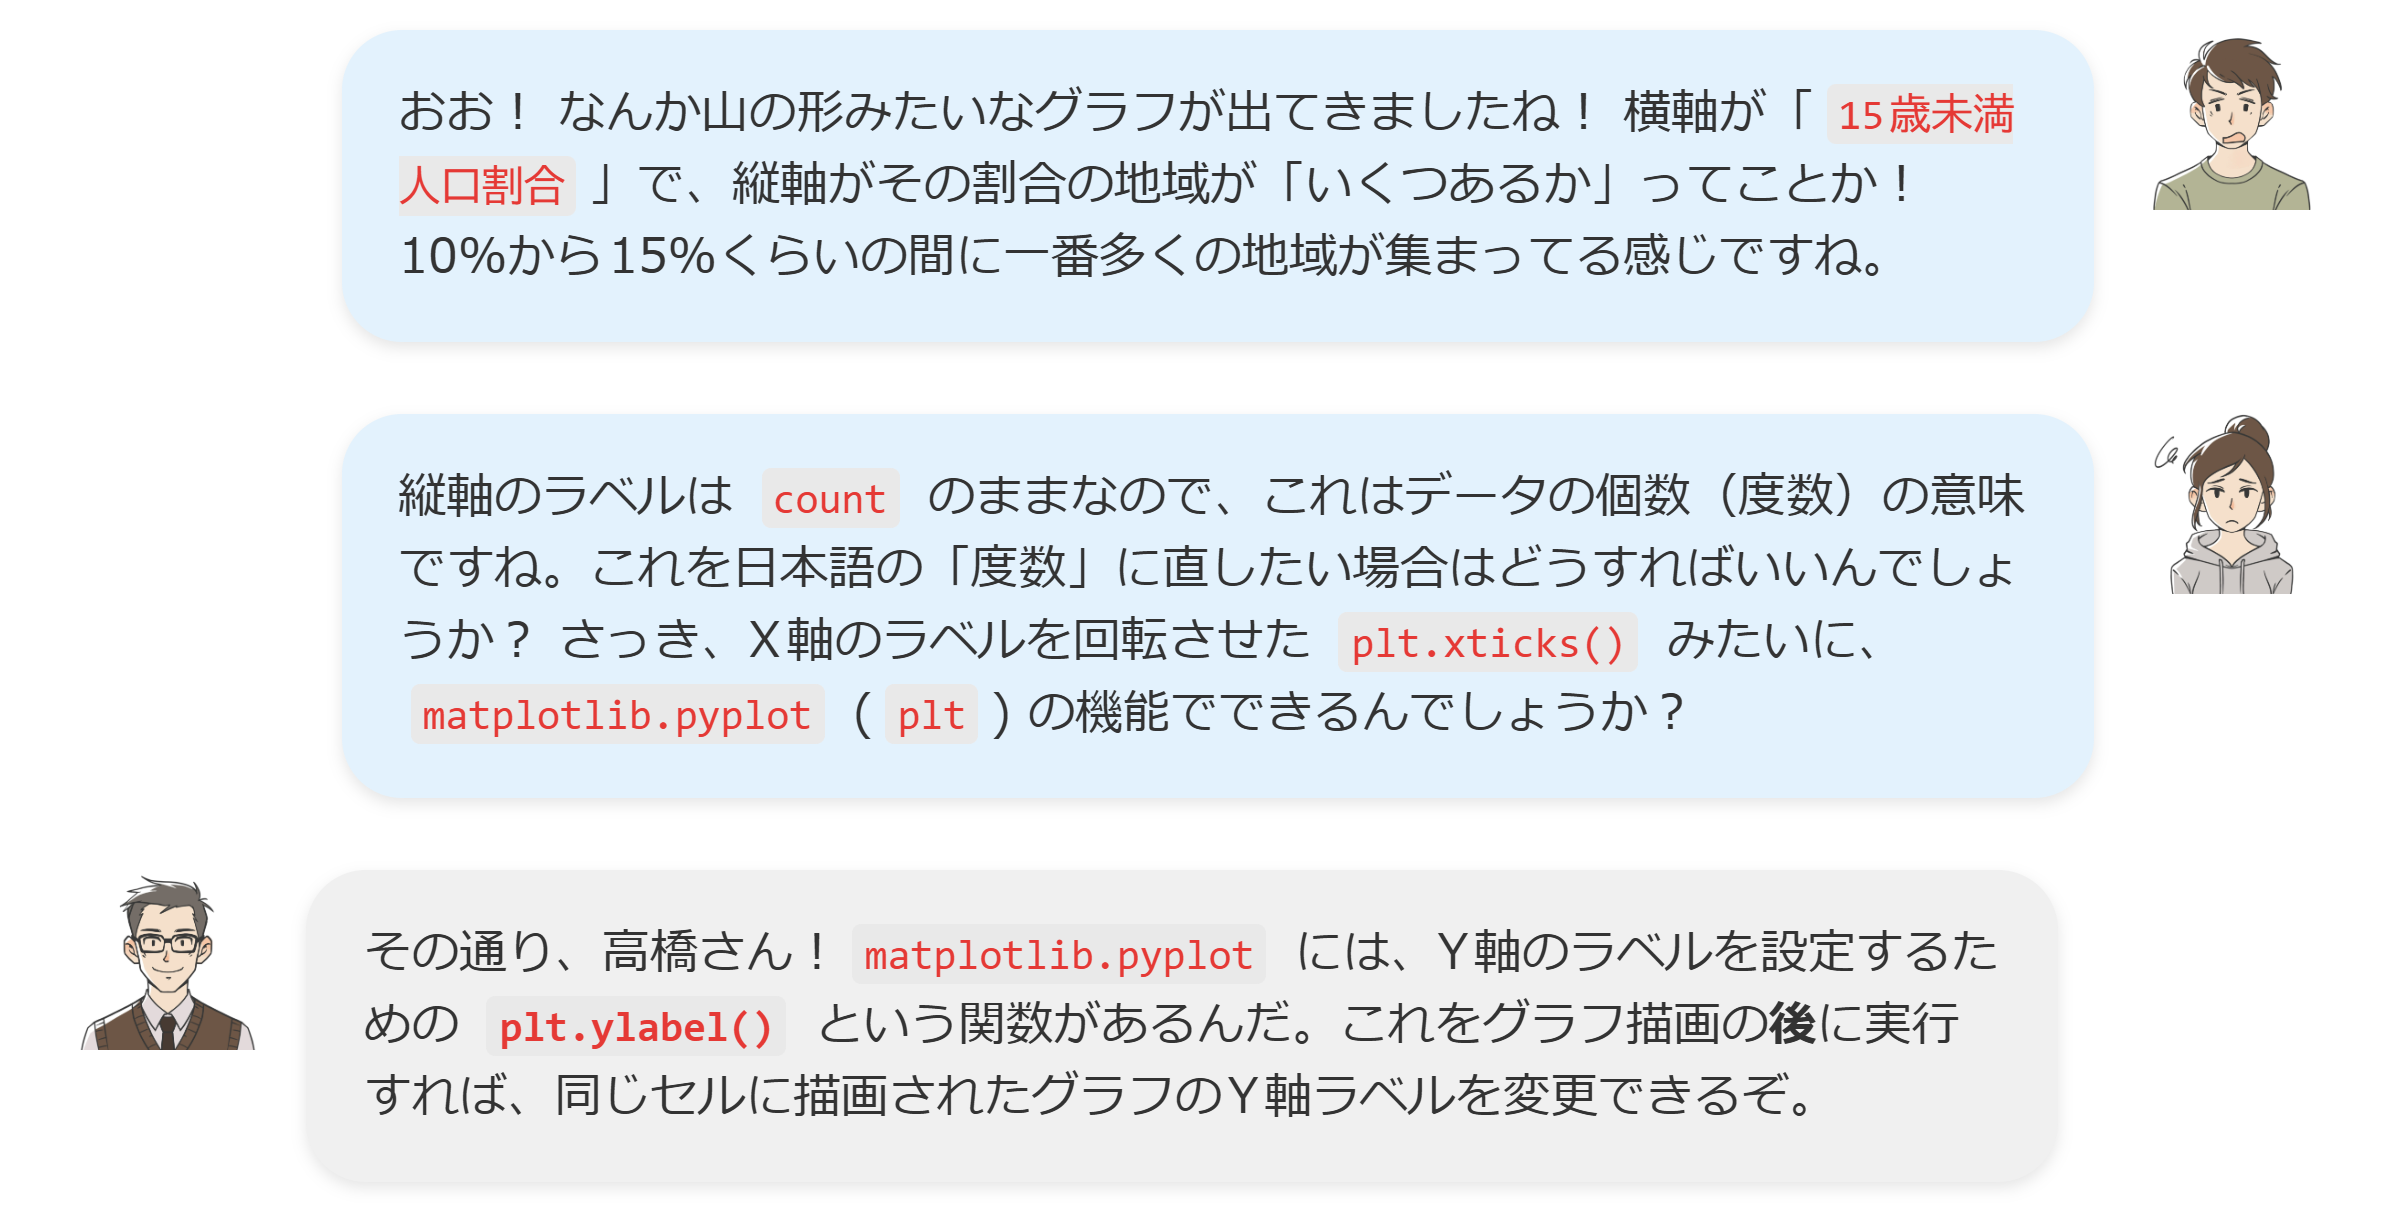 おお！ なんか山の形みたいなグラフが出てきましたね！ 横軸が「 15歳未満
人口割合 」で、縦軸がその割合の地域が「いくつあるか」ってことか！
10%から15%くらいの間に一番多くの地域が集まってる感じですね。
縦軸のラベルは count のままなので、これはデータの個数（度数）の意味
ですね。これを日本語の「度数」に直したい場合はどうすればいいんでしょ
うか？ さっき、X軸のラベルを回転させた plt.xticks() みたいに、
matplotlib.pyplot ( plt ) の機能でできるんでしょうか？
その通り、高橋さん！ matplotlib.pyplot には、Y軸のラベルを設定するた
めの plt.ylabel() という関数があるんだ。これをグラフ描画の後に実行
すれば、同じセルに描画されたグラフのY軸ラベルを変更できるぞ。